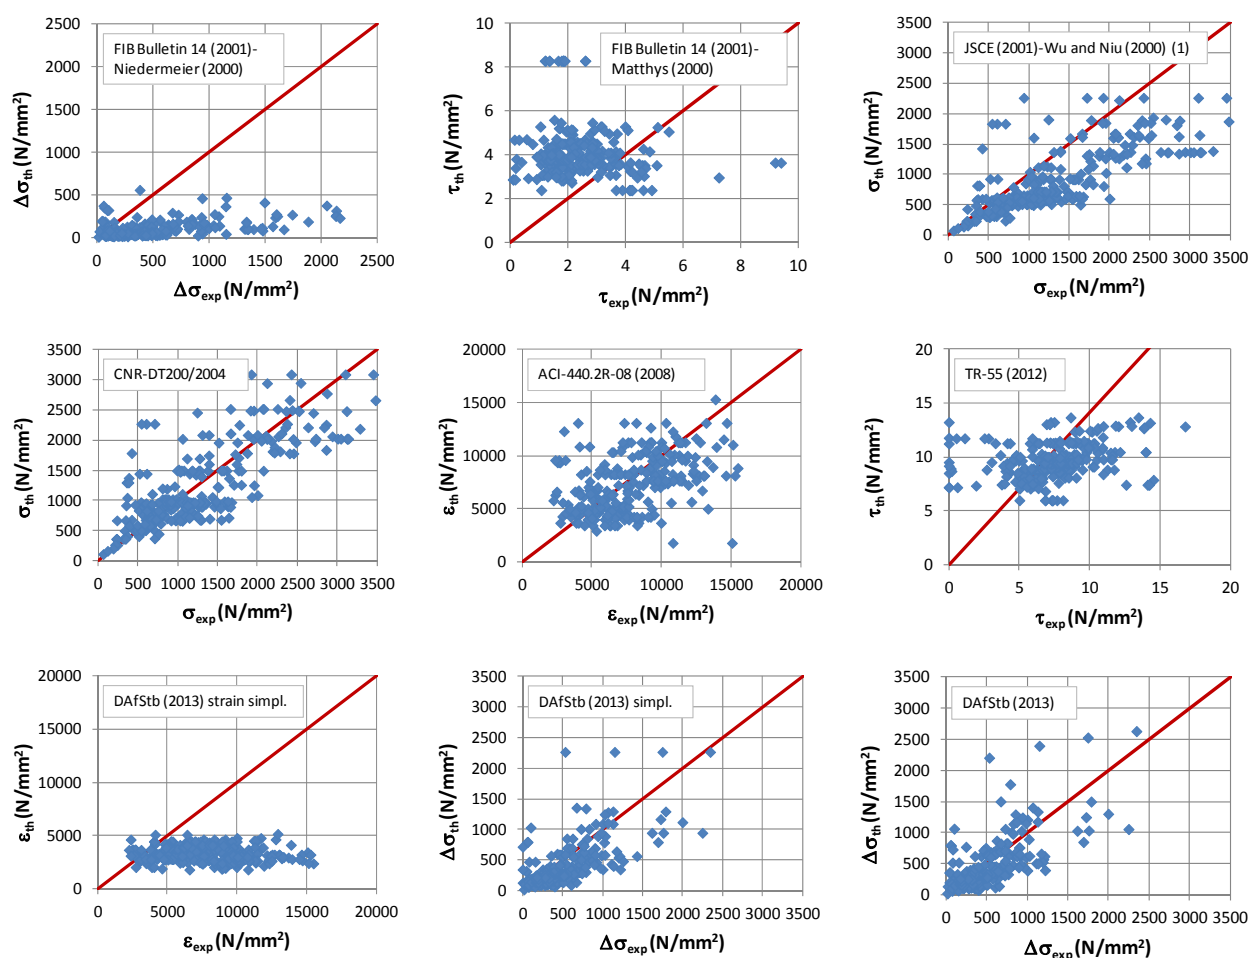 2500
2000
1500
1000
500
0
FIB Bulletin 14 (2001)-
Niedermeier (2000)
Δσth (N/mm²)
0 500 1000 1500 2000 2500
Δσexp (N/mm²)
10
8
6
4
2
0
FIB Bulletin 14 (2001)-
Matthys (2000)
τth (N/mm²)
0 2 4 6 8 10
τexp (N/mm²)
3500
3000
2500
2000
1500
1000
500
0
JSCE (2001)-Wu and Niu (2000) (1)
σth (N/mm²)
0 500 1000 1500 2000 2500 3000 3500
σexp (N/mm²)
3500
3000
2500
2000
1500
1000
500
0
CNR-DT200/2004
σth (N/mm²)
0 500 1000 1500 2000 2500 3000 3500
σexp (N/mm²)
20000
15000
10000
5000
0
ACI-440.2R-08 (2008)
εth (N/mm²)
0 5000 10000 15000 20000
εexp (N/mm²)
20
15
10
5
0
TR-55 (2012)
τth (N/mm²)
0 5 10 15 20
τexp (N/mm²)
20000
15000
10000
5000
0
DAfStb (2013) strain simpl.
εth (N/mm²)
0 5000 10000 15000 20000
εexp (N/mm²)
3500
3000
2500
2000
1500
1000
500
0
DAfStb (2013) simpl.
Δσth (N/mm²)
0 500 1000 1500 2000 2500 3000 3500
Δσexp (N/mm²)
3500
3000
2500
2000
1500
1000
500
0
DAfStb (2013)
Δσth (N/mm²)
0 500 1000 1500 2000 2500 3000 3500
Δσexp (N/mm²)